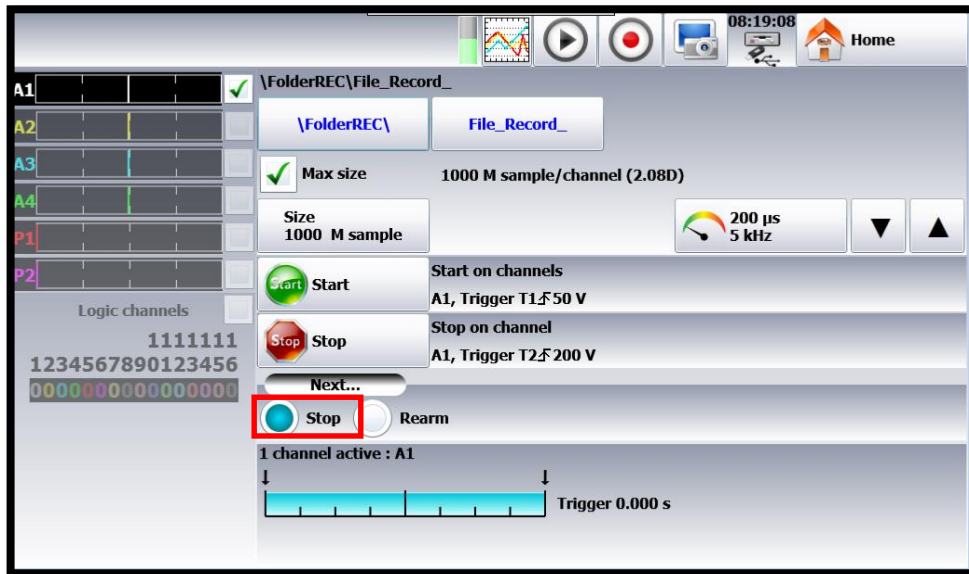 08:19:08
Home
A1
A2
A3
A4
P1
P2
Logic channels
1111111
1234567890123456
0000000000000000
\FolderREC\File_Record_
\FolderREC\
File_Record_
Max size
1000 M sample/channel (2.08D)
Size
1000 M sample
200 µs
5 kHz
Start
Start
Start on channels
A1, Trigger T1 50 V
Stop
Stop
Stop on channel
A1, Trigger T2 200 V
Next...
Stop
Rearm
1 channel active : A1
Trigger 0.000 s